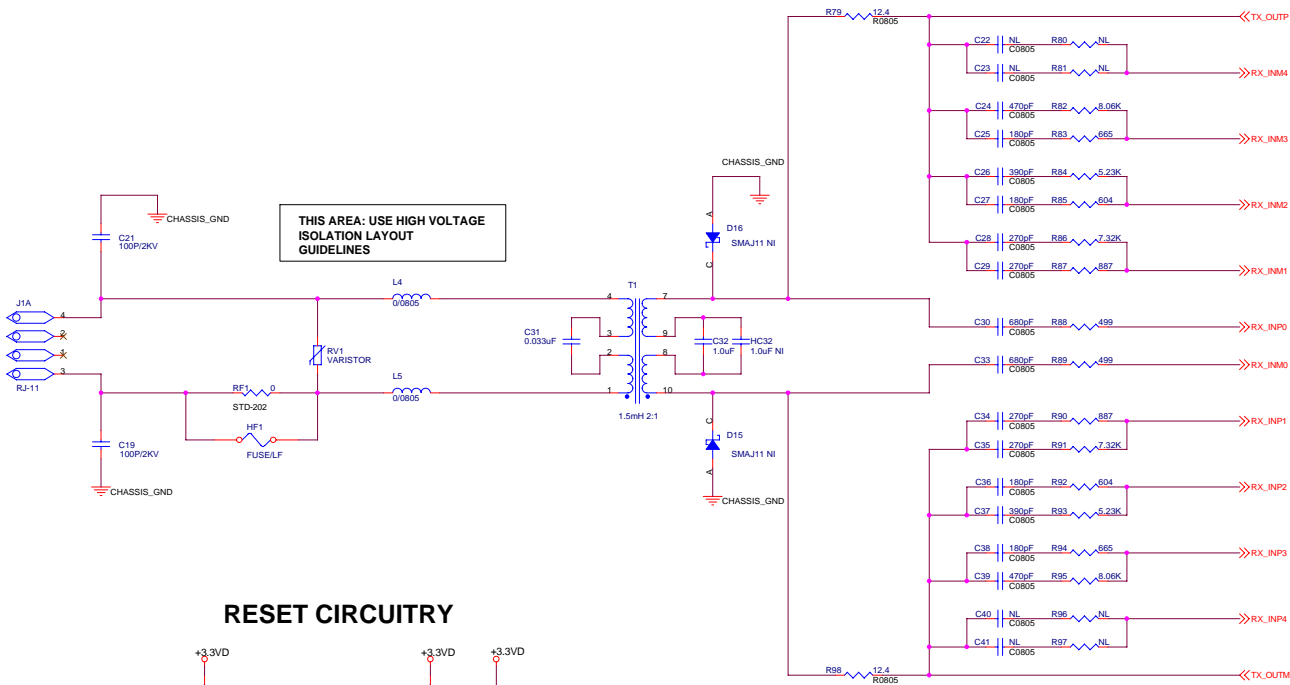 R79 12.4
R0805
TX_OUTP
C22 NL R80 NL
C0805
C23 NL R81 NL
C0805
RX_INM4
C24 470pF R82 8.06K
C0805
C25 180pF R83 665
C0805
RX_INM3
C26 390pF R84 5.23K
C0805
C27 180pF R85 604
C0805
RX_INM2
C28 270pF R86 7.32K
C0805
C29 270pF R87 887
C0805
RX_INM1
C30 680pF R88 499
RX_INP0
C33 680pF R89 499
RX_INM0
C34 270pF R90 887
C0805
RX_INP1
C35 270pF R91 7.32K
C0805
C36 180pF R92 604
C0805
RX_INP2
C37 390pF R93 5.23K
C0805
C38 180pF R94 665
C0805
RX_INP3
C39 470pF R95 8.06K
C0805
C40 NL R96 NL
C0805
RX_INP4
C41 NL R97 NL
C0805
R98 12.4
R0805
TX_OUTM
CHASSIS_GND
A
D16
SMAJ11 NI
C
CHASSIS_GND
C21
100P/2KV
THIS AREA: USE HIGH VOLTAGE
ISOLATION LAYOUT
GUIDELINES
J1A
4
2
1
3
RJ-11
L4
0/0805
RV1
VARISTOR
RF1 0
STD-202
HF1
FUSE/LF
L5
0/0805
C19
100P/2KV
CHASSIS_GND
T1
4 7
3 9
2 8
1 10
1.5mH 2:1
C31
0.033uF
C32
1.0uF
HC32
1.0uF NI
C
D15
SMAJ11 NI
A
CHASSIS_GND
RESET CIRCUITRY
+3.3VD
+3.3VD
+3.3VD